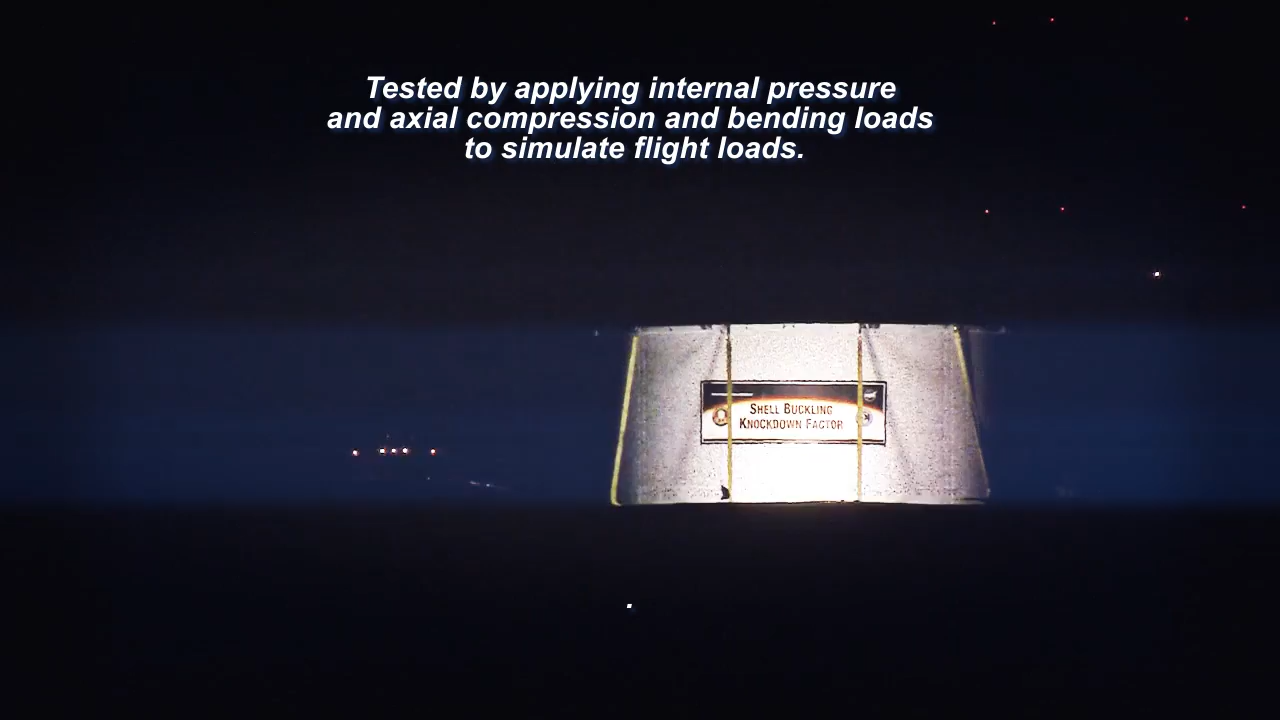 Tested by applying internal pressure
and axial compression and bending loads
to simulate flight loads.
SHELL BUCKLING
KNOCKDOWN FACTOR